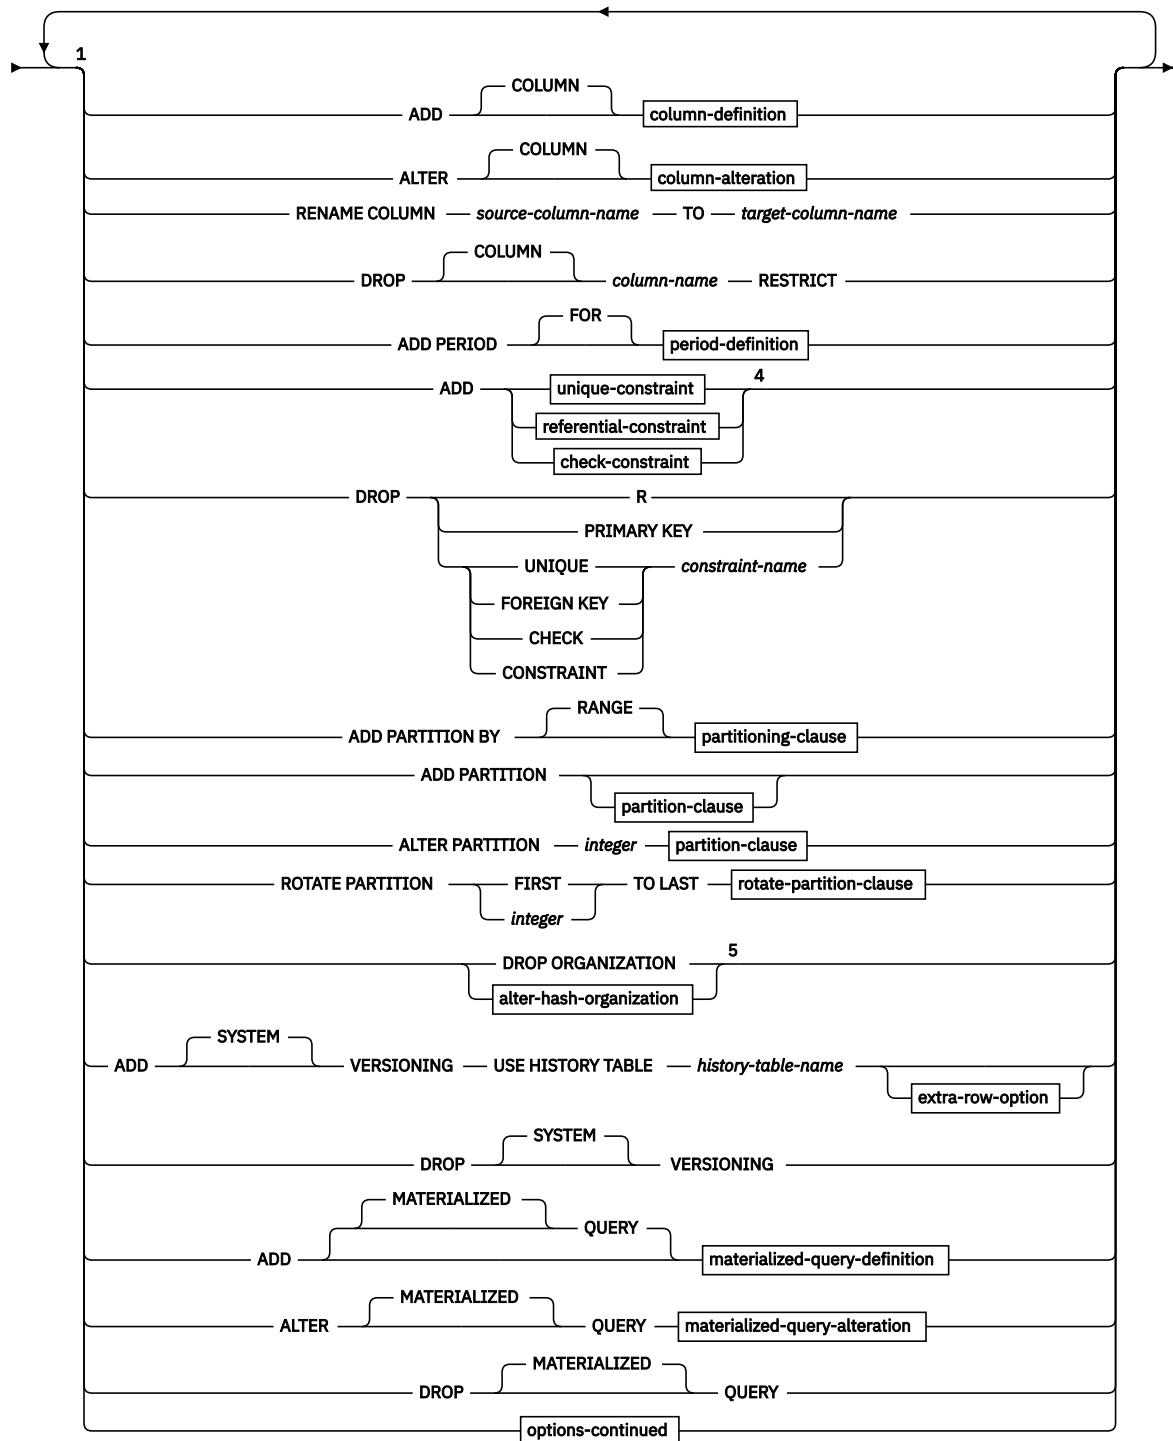 1
COLUMN
ADD column-definition
COLUMN
ALTER column-alteration
RENAME COLUMN source-column-name TO target-column-name
COLUMN
DROP column-name RESTRICT
FOR
ADD PERIOD period-definition
4
ADD unique-constraint
referential-constraint
check-constraint
DROP R
PRIMARY KEY
UNIQUE constraint-name
FOREIGN KEY
CHECK
CONSTRAINT
RANGE
ADD PARTITION BY partitioning-clause
ADD PARTITION
partition-clause
ALTER PARTITION integer partition-clause
ROTATE PARTITION FIRST TO LAST rotate-partition-clause
integer
5
DROP ORGANIZATION
alter-hash-organization
SYSTEM
ADD VERSIONING USE HISTORY TABLE history-table-name
extra-row-option
SYSTEM
DROP VERSIONING
MATERIALIZED
QUERY
ADD materialized-query-definition
MATERIALIZED
ALTER QUERY materialized-query-alteration
MATERIALIZED
DROP QUERY
options-continued